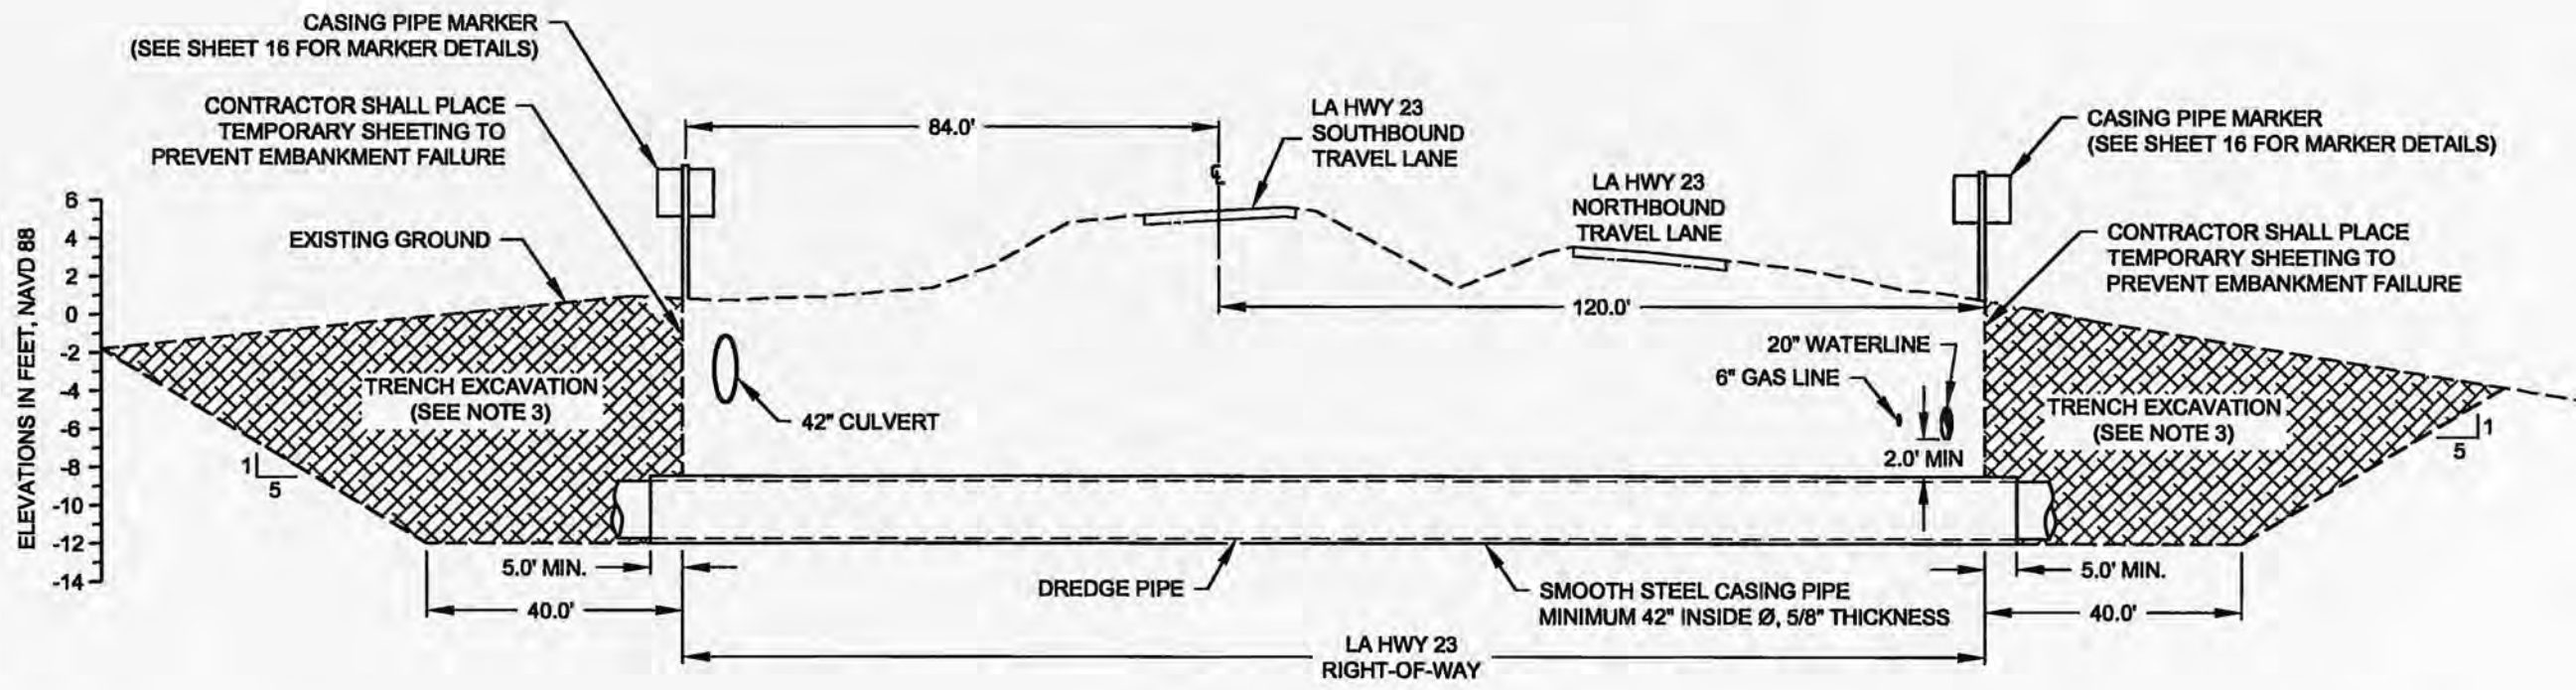 CASING PIPE MARKER
(SEE SHEET 16 FOR MARKER DETAILS)
CONTRACTOR SHALL PLACE
TEMPORARY SHEETING TO
PREVENT EMBANKMENT FAILURE
EXISTING GROUND
84.0'
℄
LA HWY 23
SOUTHBOUND
TRAVEL LANE
LA HWY 23
NORTHBOUND
TRAVEL LANE
120.0'
CASING PIPE MARKER
(SEE SHEET 16 FOR MARKER DETAILS)
CONTRACTOR SHALL PLACE
TEMPORARY SHEETING TO
PREVENT EMBANKMENT FAILURE
ELEVATIONS IN FEET, NAVD 88
6
4
2
0
-2
-4
-6
-8
-10
-12
-14
TRENCH EXCAVATION
(SEE NOTE 3)
42" CULVERT
20" WATERLINE
6" GAS LINE
2.0' MIN
TRENCH EXCAVATION
(SEE NOTE 3)
1
5
1
5
5.0' MIN.
40.0'
DREDGE PIPE
SMOOTH STEEL CASING PIPE
MINIMUM 42" INSIDE Ø, 5/8" THICKNESS
5.0' MIN.
40.0'
LA HWY 23
RIGHT-OF-WAY